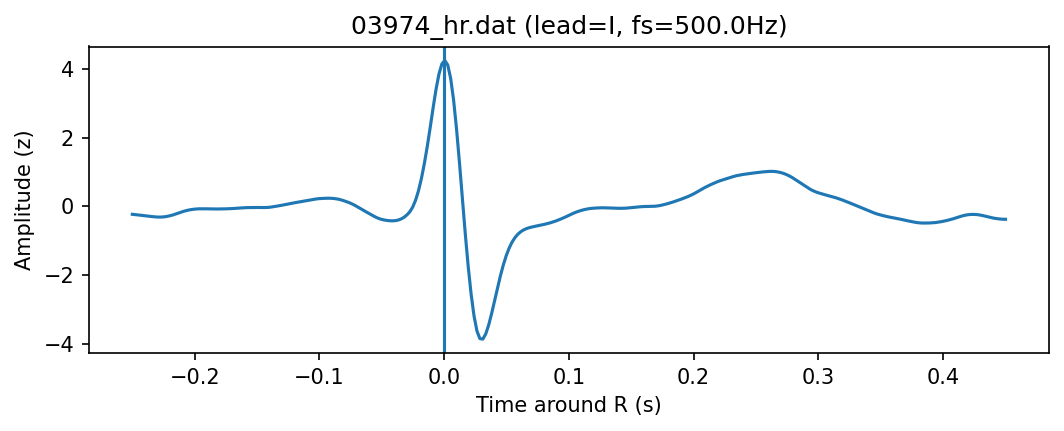 03974_hr.dat (lead=I, fs=500.0Hz)
Amplitude (z)
4
2
0
−2
−4
−0.2 −0.1 0.0 0.1 0.2 0.3 0.4
Time around R (s)